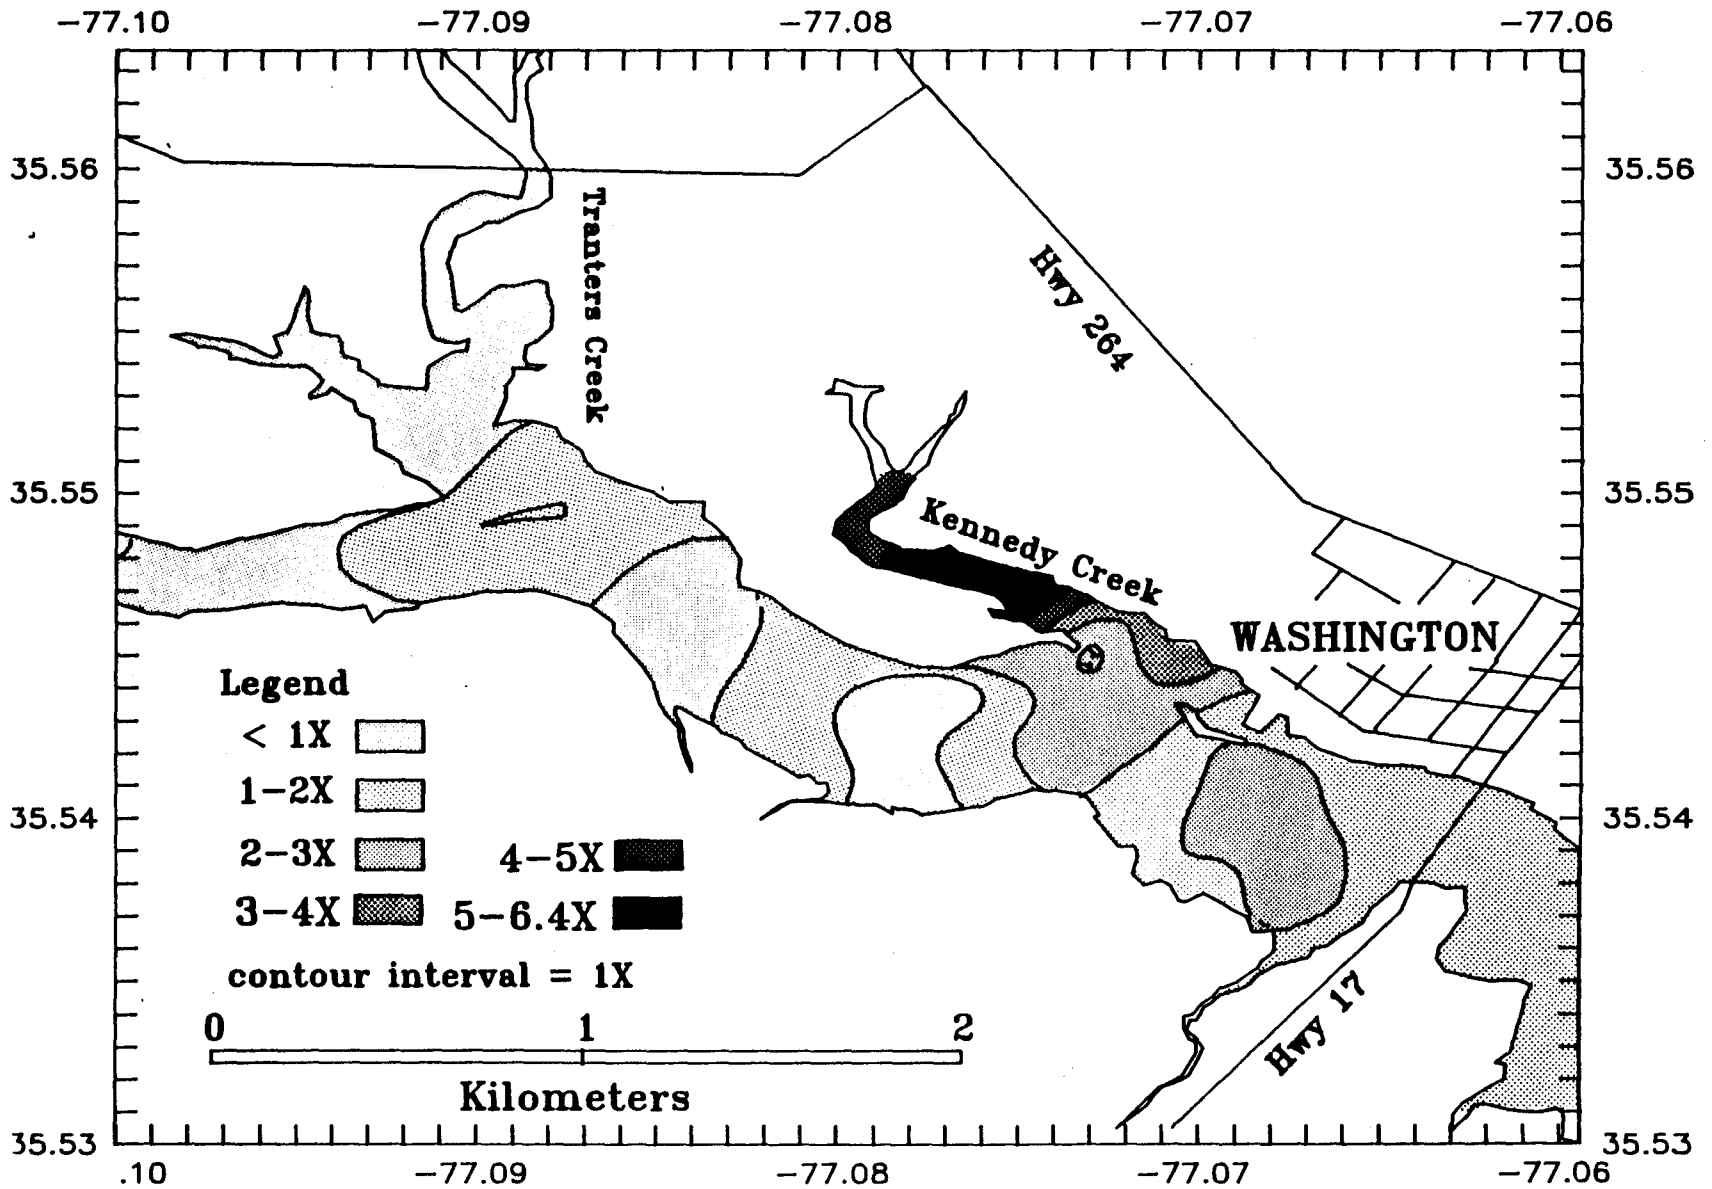 -77.10 -77.09 -77.08 -77.07 -77.06
35.56 35.56
Tranters Creek
Hwy 264
35.55 35.55
Kennedy Creek
WASHINGTON
Legend
< 1X
1-2X
35.54 35.54
2-3X 4-5X
3-4X 5-6.4X
contour interval = 1X
Hwy 17
0 1 2
Kilometers
35.53 35.53
.10 -77.09 -77.08 -77.07 -77.06